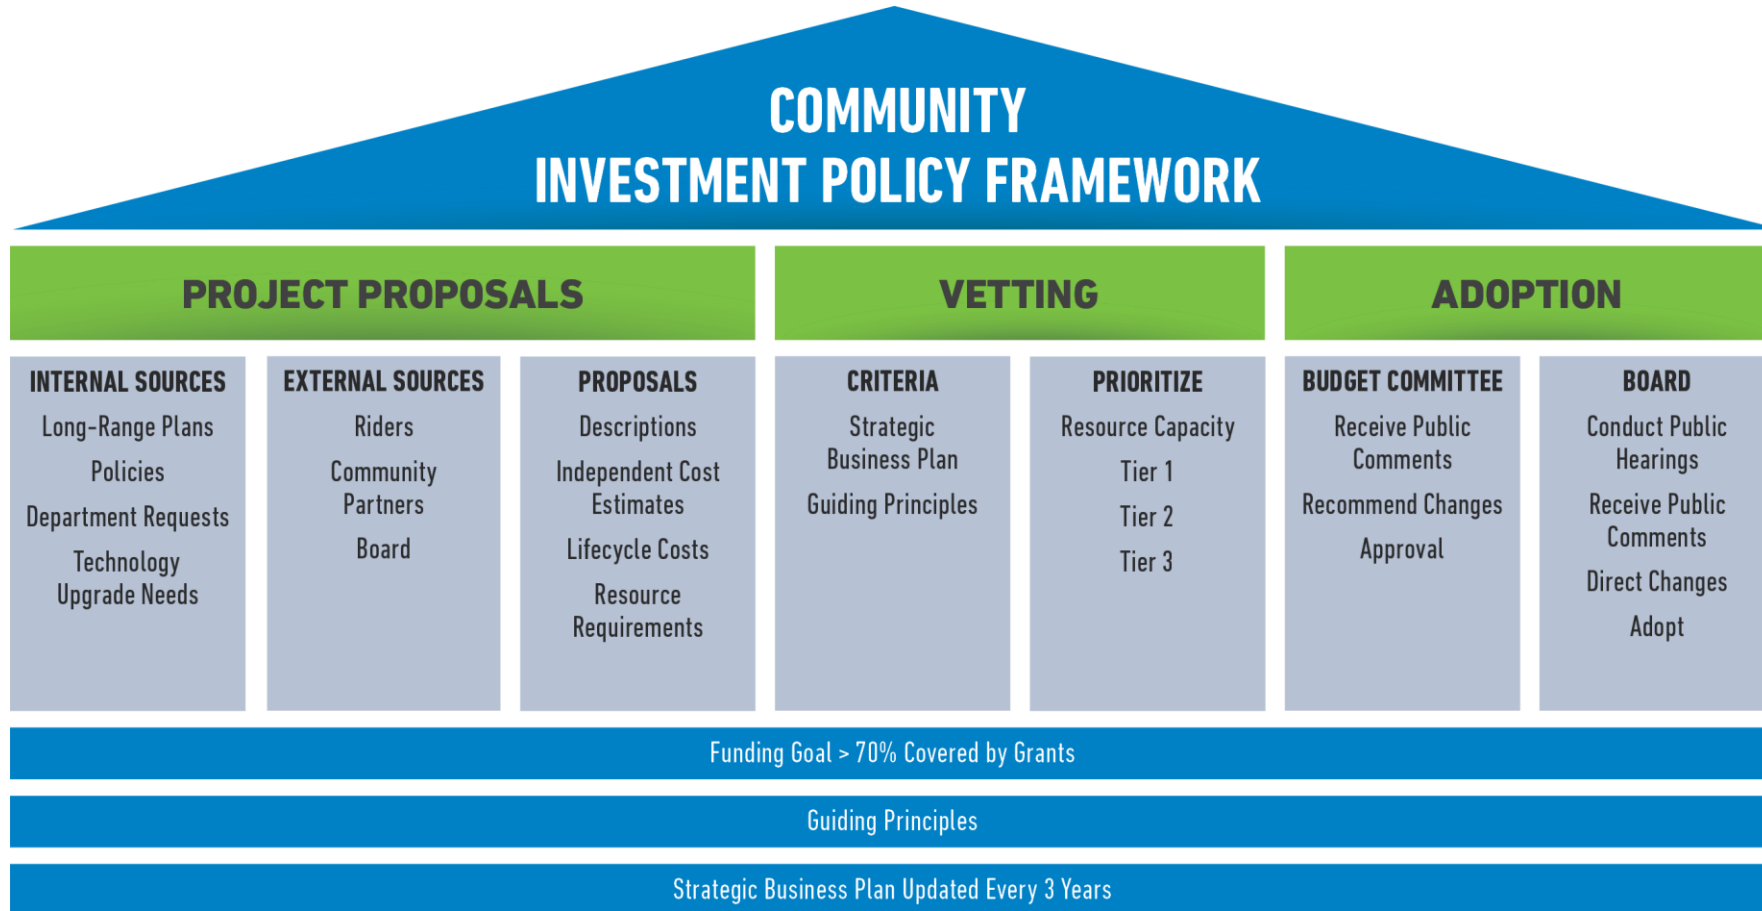 COMMUNITY
INVESTMENT POLICY FRAMEWORK
PROJECT PROPOSALS
VETTING
ADOPTION
INTERNAL SOURCES
Long-Range Plans
Policies
Department Requests
Technology
Upgrade Needs
EXTERNAL SOURCES
Riders
Community
Partners
Board
PROPOSALS
Descriptions
Independent Cost
Estimates
Lifecycle Costs
Resource
Requirements
CRITERIA
Strategic
Business Plan
Guiding Principles
PRIORITIZE
Resource Capacity
Tier 1
Tier 2
Tier 3
BUDGET COMMITTEE
Receive Public
Comments
Recommend Changes
Approval
BOARD
Conduct Public
Hearings
Receive Public
Comments
Direct Changes
Adopt
Funding Goal > 70% Covered by Grants
Guiding Principles
Strategic Business Plan Updated Every 3 Years